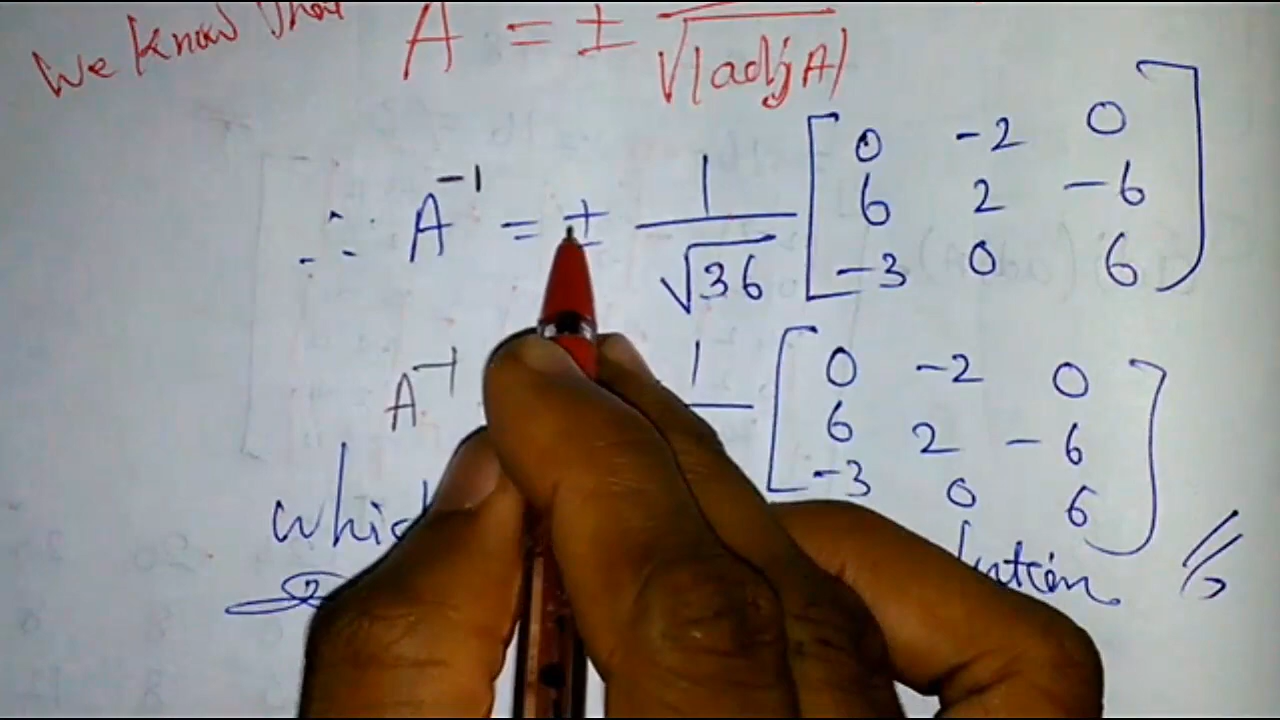 We know that A = ± ――― / √|adj A|
∴ A⁻¹ = ± 1/√36 [ 0 -2 0
6 2 -6
-3 0 6 ]
A⁻¹ 1 [ 0 -2 0
6 2 -6
-3 0 6 ]